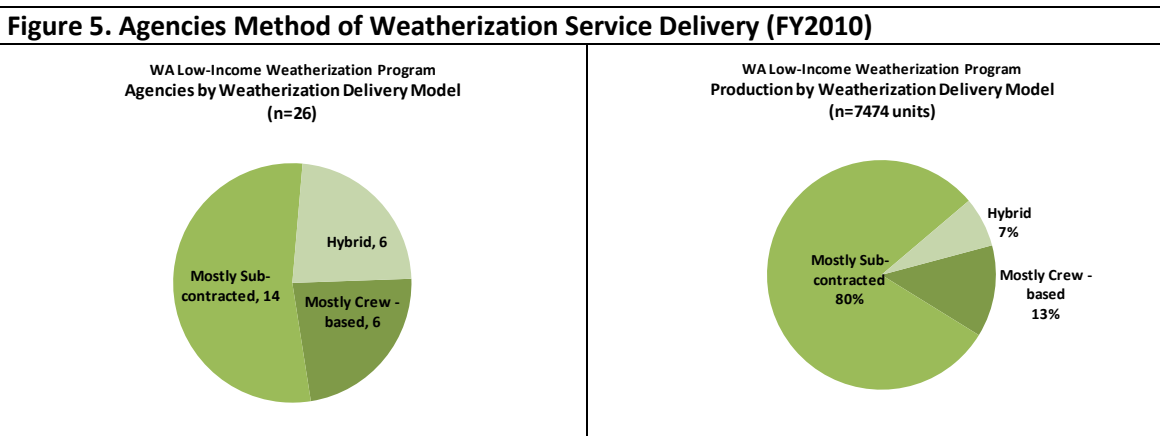 Figure 5. Agencies Method of Weatherization Service Delivery (FY2010)
WA Low-Income Weatherization Program
Agencies by Weatherization Delivery Model
(n=26)
Hybrid, 6
Mostly Sub-
contracted, 14
Mostly Crew -
based, 6
WA Low-Income Weatherization Program
Production by Weatherization Delivery Model
(n=7474 units)
Hybrid
7%
Mostly Sub-
contracted
80%
Mostly Crew -
based
13%